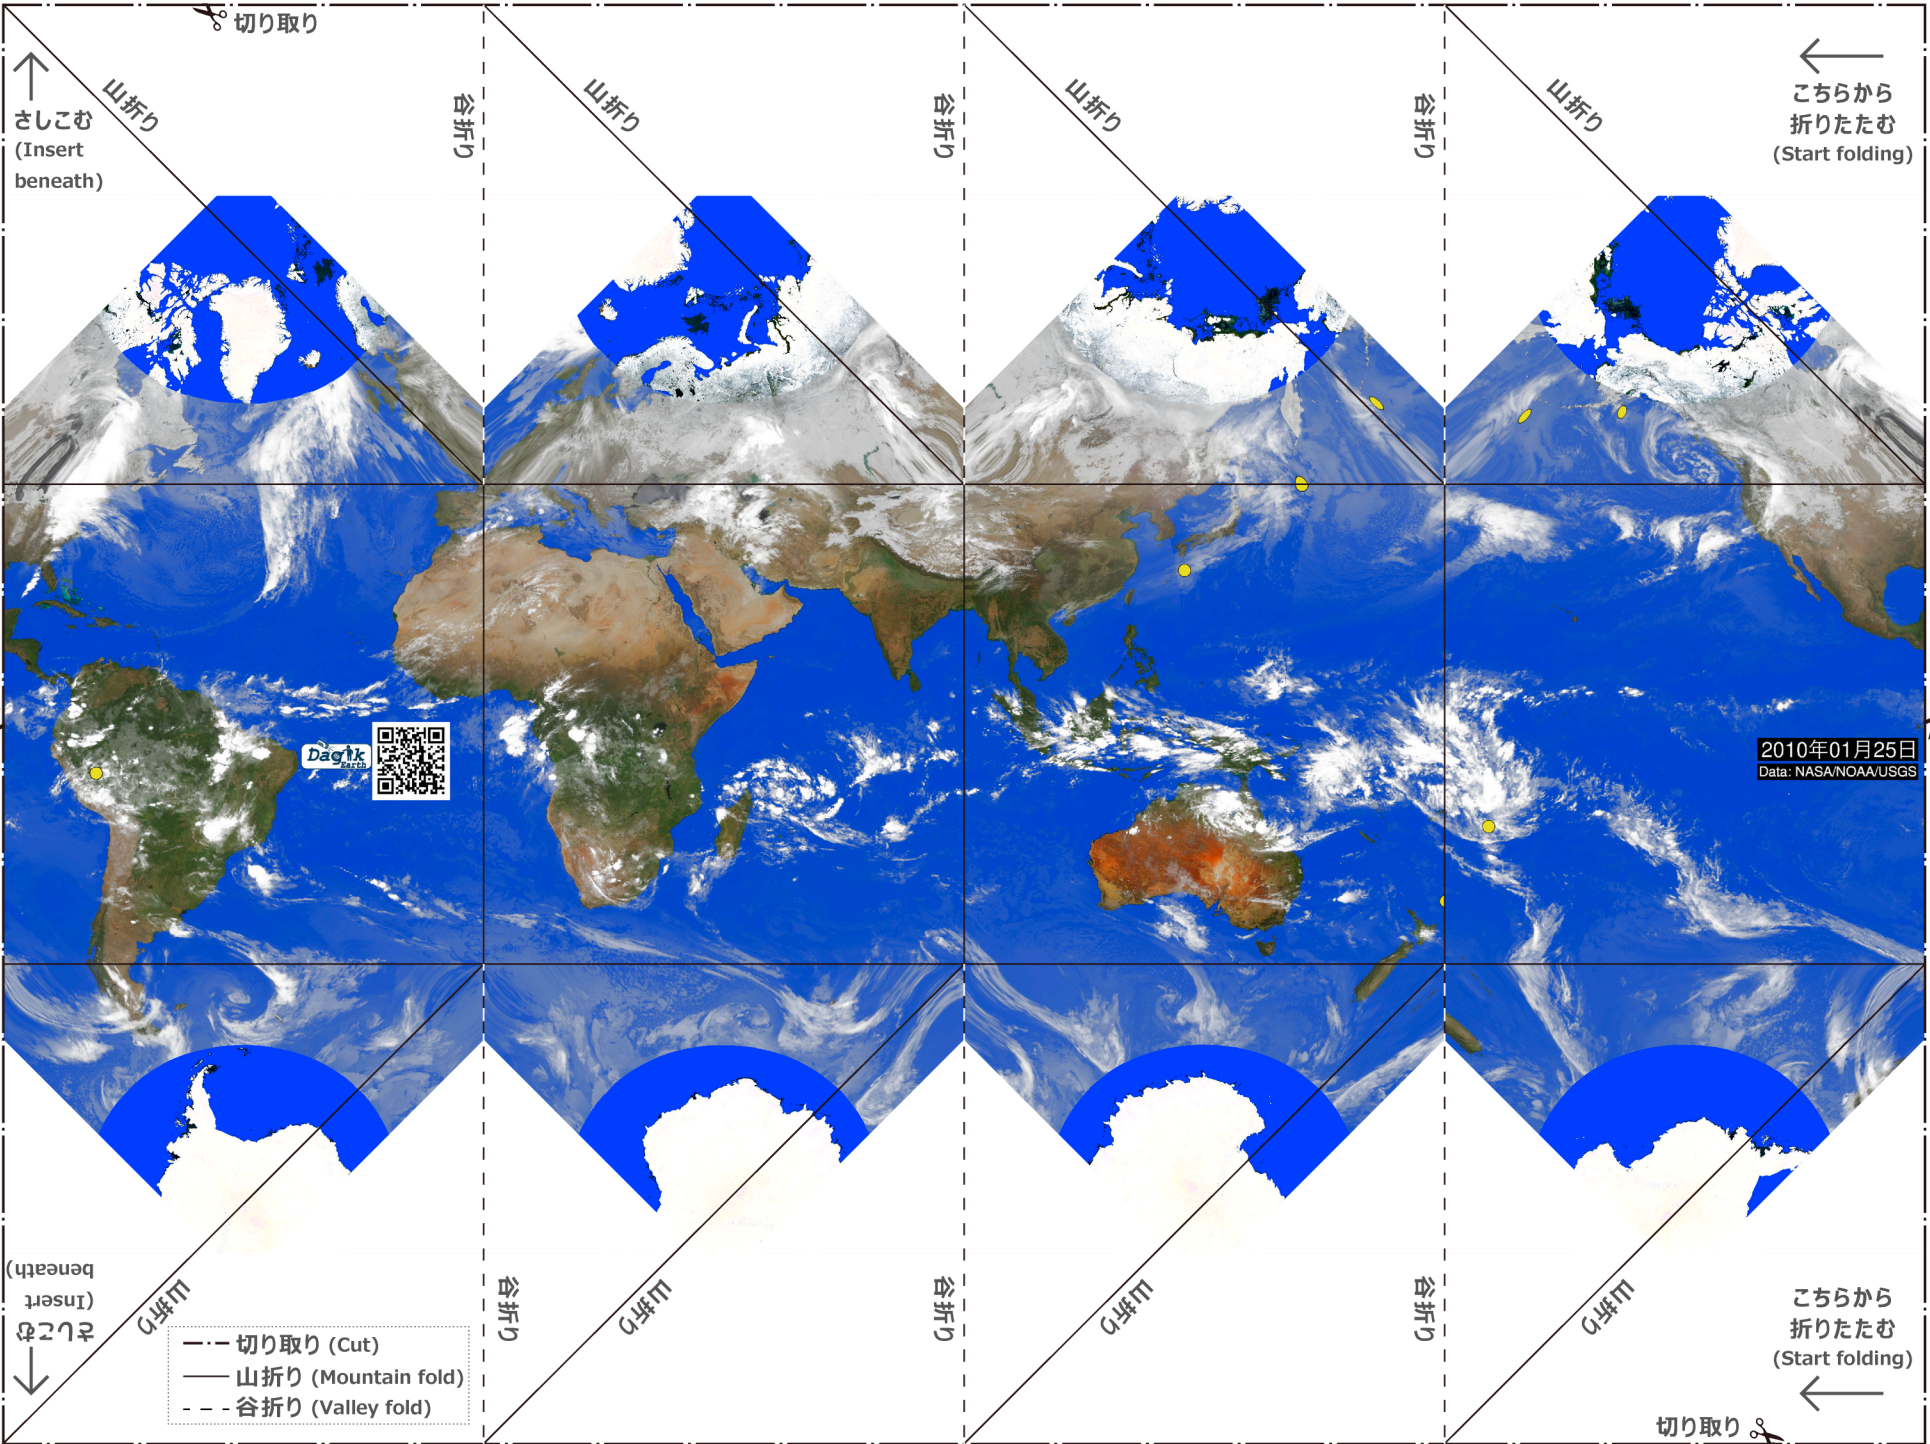 切り取り
山折り
谷折り
山折り
谷折り
山折り
谷折り
山折り
さしこむ
(Insert
beneath)
こちらから
折りたたむ
(Start folding)
Dagik
Earth
2010年01月25日
Data: NASA/NOAA/USGS
さしこむ
(Insert
beneath)
山折り
谷折り
山折り
谷折り
山折り
谷折り
山折り
こちらから
折りたたむ
(Start folding)
切り取り (Cut)
山折り (Mountain fold)
谷折り (Valley fold)
切り取り